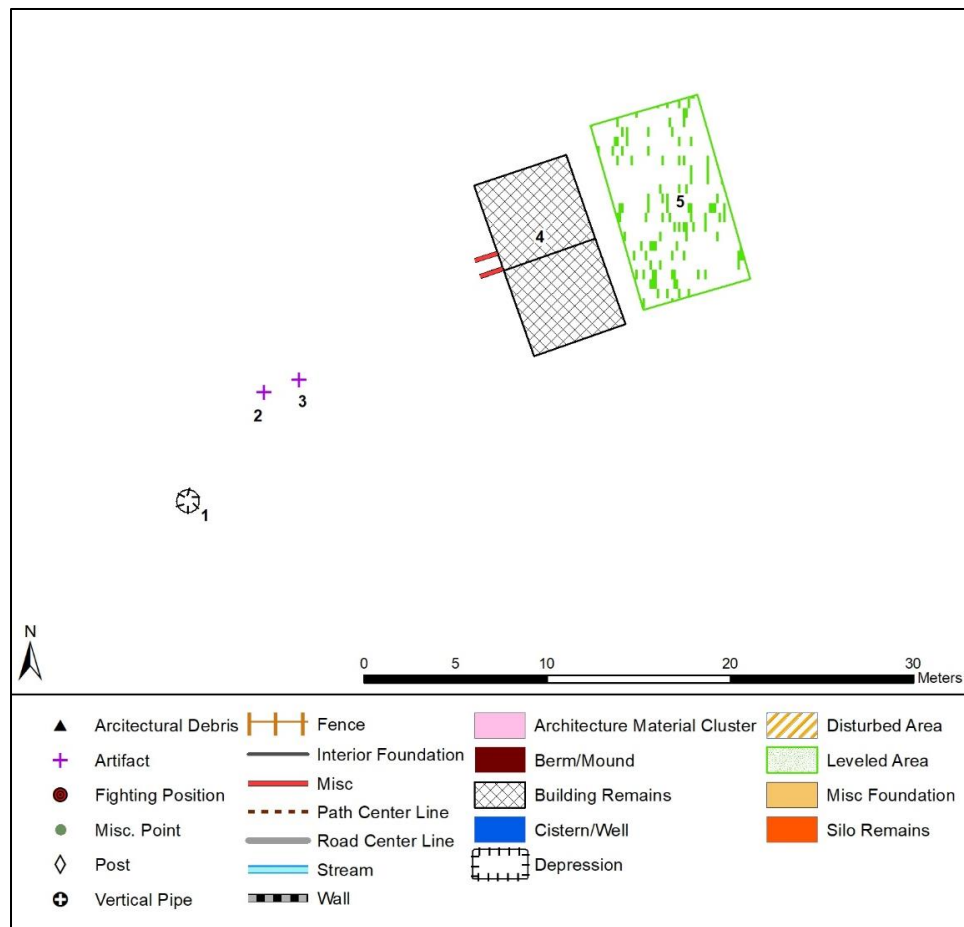 4
5
2
3
1
N
0 5 10 20 30
Meters
Arcitectural Debris
Artifact
Fighting Position
Misc. Point
Post
Vertical Pipe
Fence
Interior Foundation
Misc
Path Center Line
Road Center Line
Stream
Wall
Architecture Material Cluster
Berm/Mound
Building Remains
Cistern/Well
Depression
Disturbed Area
Leveled Area
Misc Foundation
Silo Remains